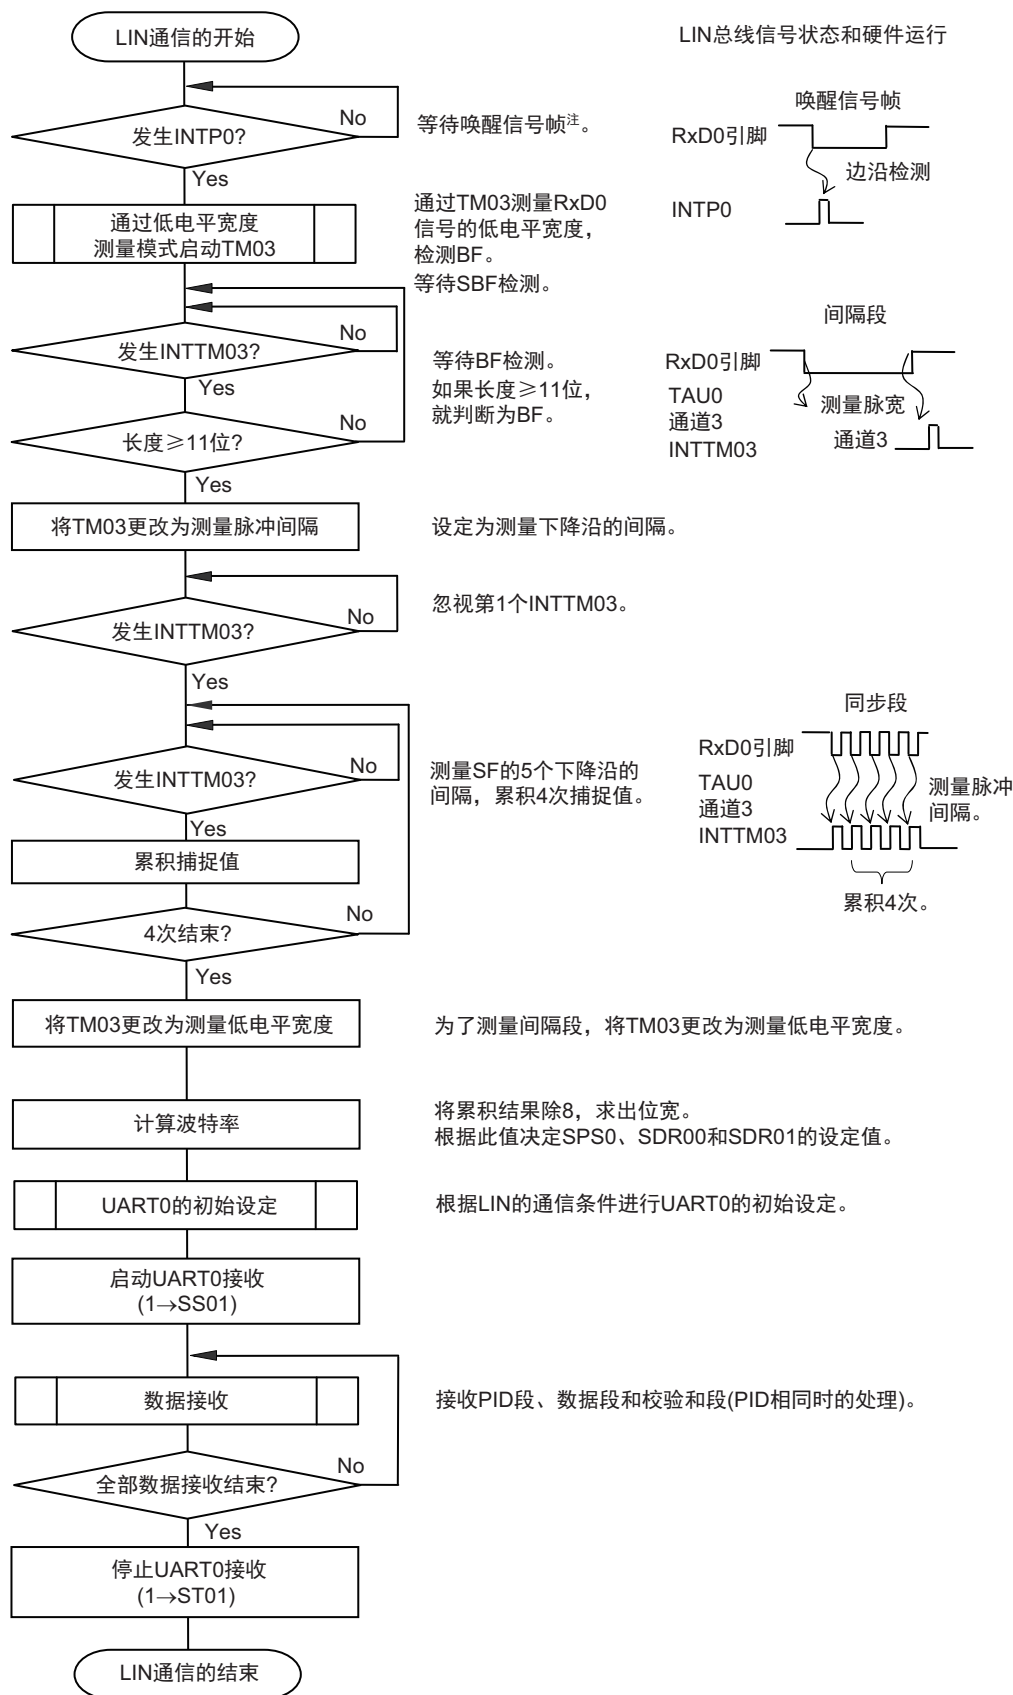 LIN通信的开始
LIN总线信号状态和硬件运行
发生INTP0?
No
Yes
等待唤醒信号帧注。
唤醒信号帧
RxD0引脚
边沿检测
INTP0
通过低电平宽度
测量模式启动TM03
通过TM03测量RxD0
信号的低电平宽度，
检测BF。
等待SBF检测。
发生INTTM03?
No
Yes
等待BF检测。
如果长度≥11位，
就判断为BF。
间隔段
RxD0引脚
TAU0
通道3
INTTM03
测量脉宽
通道3
长度≥11位?
No
Yes
将TM03更改为测量脉冲间隔
设定为测量下降沿的间隔。
发生INTTM03?
No
Yes
忽视第1个INTTM03。
同步段
RxD0引脚
TAU0
通道3
INTTM03
测量脉冲
间隔。
累积4次。
发生INTTM03?
No
Yes
测量SF的5个下降沿的
间隔，累积4次捕捉值。
累积捕捉值
4次结束?
No
Yes
将TM03更改为测量低电平宽度
为了测量间隔段，将TM03更改为测量低电平宽度。
计算波特率
将累积结果除8，求出位宽。
根据此值决定SPS0、SDR00和SDR01的设定值。
UART0的初始设定
根据LIN的通信条件进行UART0的初始设定。
启动UART0接收
(1→SS01)
数据接收
接收PID段、数据段和校验和段(PID相同时的处理)。
全部数据接收结束?
No
Yes
停止UART0接收
(1→ST01)
LIN通信的结束